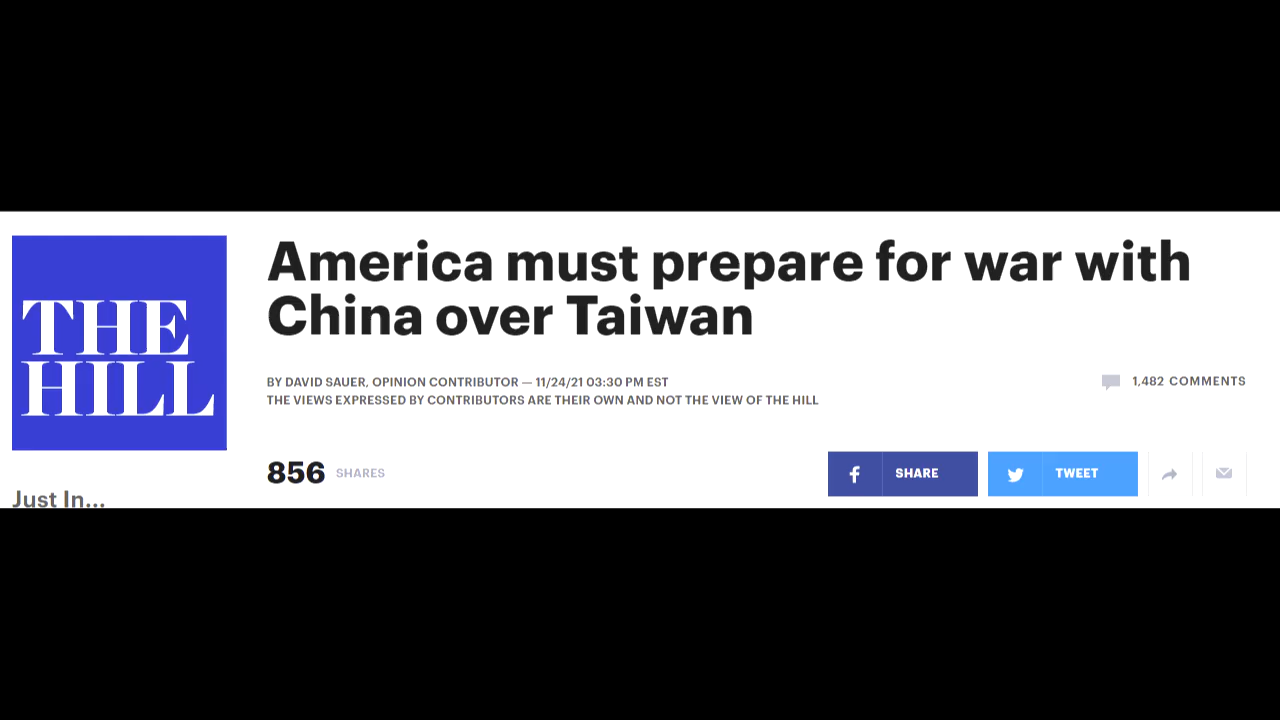 THE
HILL
America must prepare for war with
China over Taiwan
BY DAVID SAUER, OPINION CONTRIBUTOR — 11/24/21 03:30 PM EST
1,482 COMMENTS
THE VIEWS EXPRESSED BY CONTRIBUTORS ARE THEIR OWN AND NOT THE VIEW OF THE HILL
856 SHARES
SHARE
TWEET
Just In...